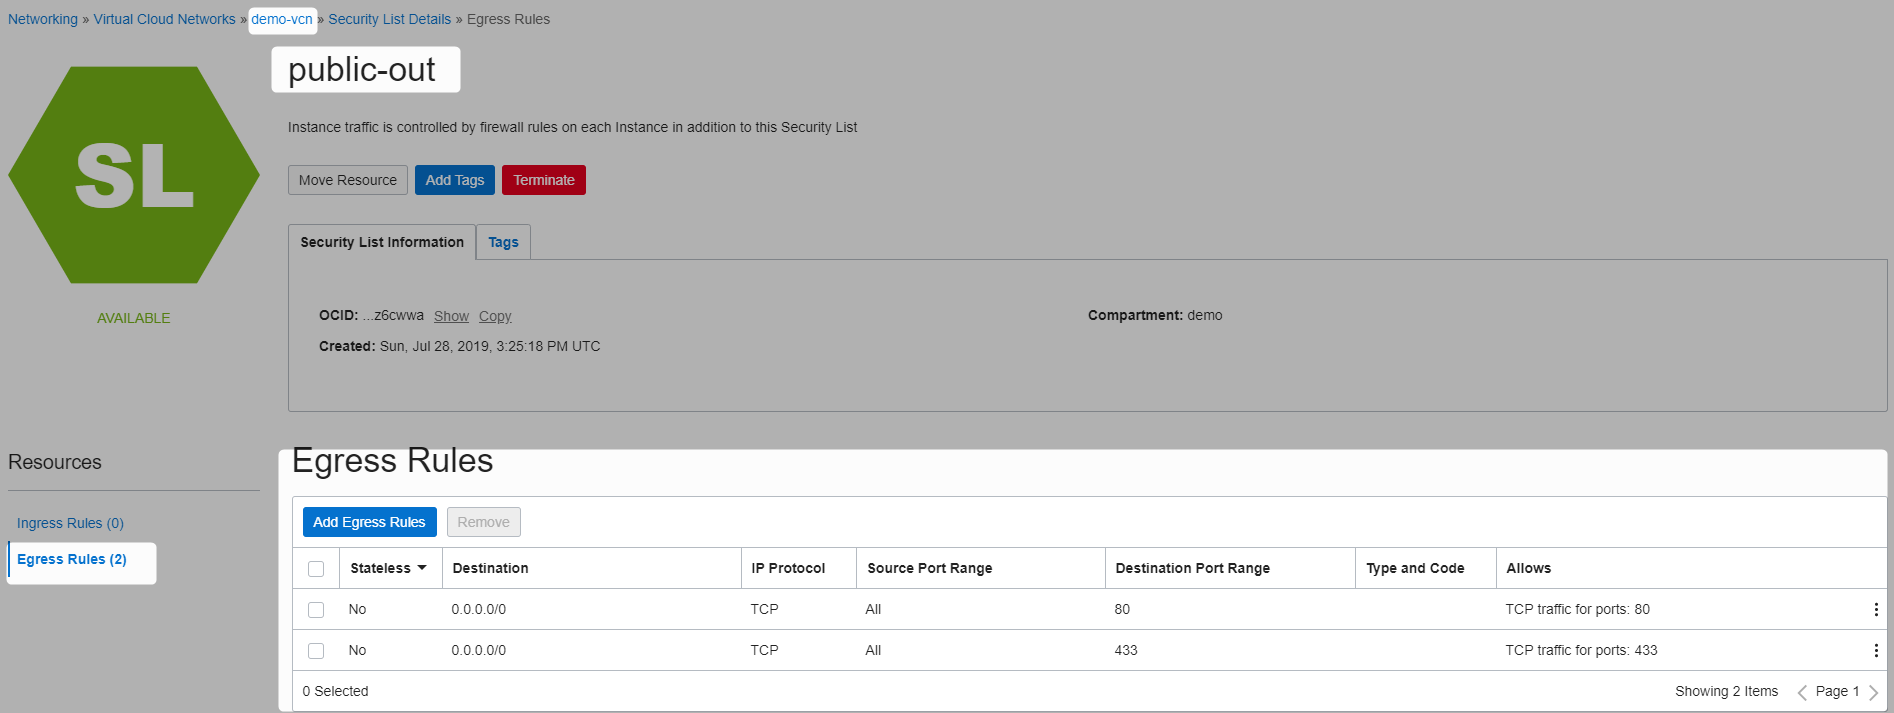 Networking » Virtual Cloud Networks » demo-vcn » Security List Details » Egress Rules
public-out
SL
Instance traffic is controlled by firewall rules on each Instance in addition to this Security List
Move Resource Add Tags Terminate
AVAILABLE
Security List Information Tags
OCID: ...z6cwwa Show Copy Compartment: demo
Created: Sun, Jul 28, 2019, 3:25:18 PM UTC
Resources
Ingress Rules (0)
Egress Rules (2)
Egress Rules
Add Egress Rules Remove
Stateless Destination IP Protocol Source Port Range Destination Port Range Type and Code Allows
No 0.0.0.0/0 TCP All 80 TCP traffic for ports: 80
No 0.0.0.0/0 TCP All 433 TCP traffic for ports: 433
0 Selected Showing 2 Items Page 1